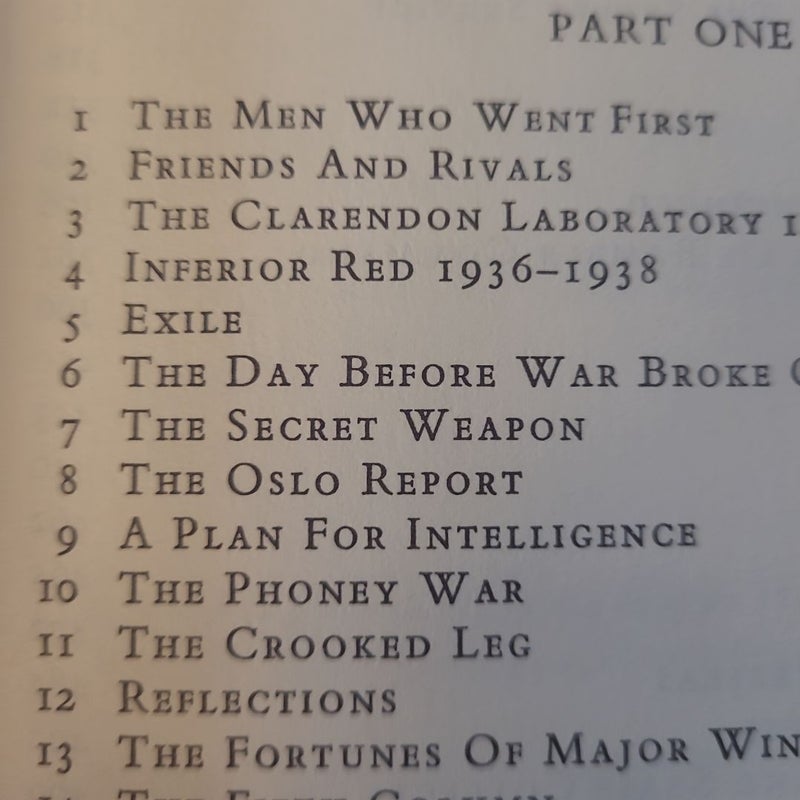 PART ONE
1 THE MEN WHO WENT FIRST
2 FRIENDS AND RIVALS
3 THE CLARENDON LABORATORY 1
4 INFERIOR RED 1936–1938
5 EXILE
6 THE DAY BEFORE WAR BROKE
7 THE SECRET WEAPON
8 THE OSLO REPORT
9 A PLAN FOR INTELLIGENCE
10 THE PHONEY WAR
11 THE CROOKED LEG
12 REFLECTIONS
13 THE FORTUNES OF MAJOR WIN